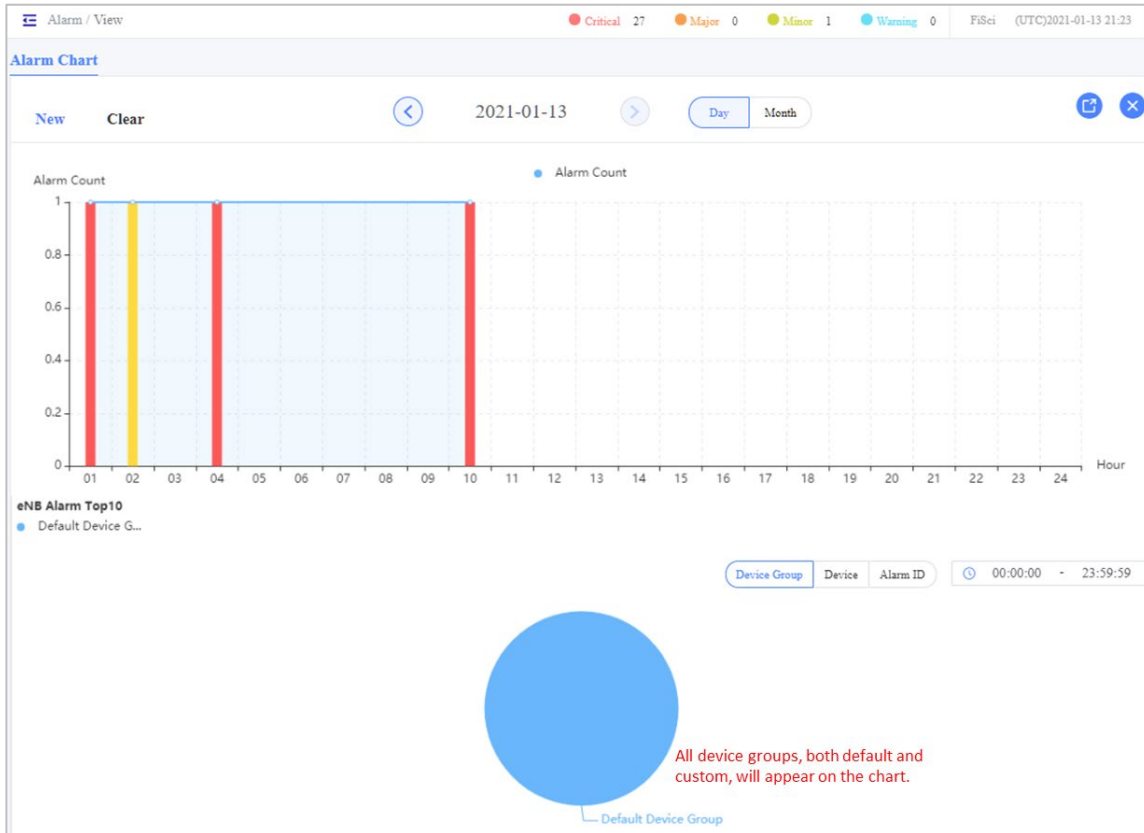 Alarm / View
Critical 27 Major 0 Minor 1 Warning 0 FiSci (UTC)2021-01-13 21:23
Alarm Chart
New Clear 2021-01-13 Day Month
Alarm Count
Alarm Count
1
0.8
0.6
0.4
0.2
0
01 02 03 04 05 06 07 08 09 10 11 12 13 14 15 16 17 18 19 20 21 22 23 24 Hour
eNB Alarm Top10
Default Device G...
Device Group Device Alarm ID 00:00:00 - 23:59:59
All device groups, both default and
custom, will appear on the chart.
Default Device Group